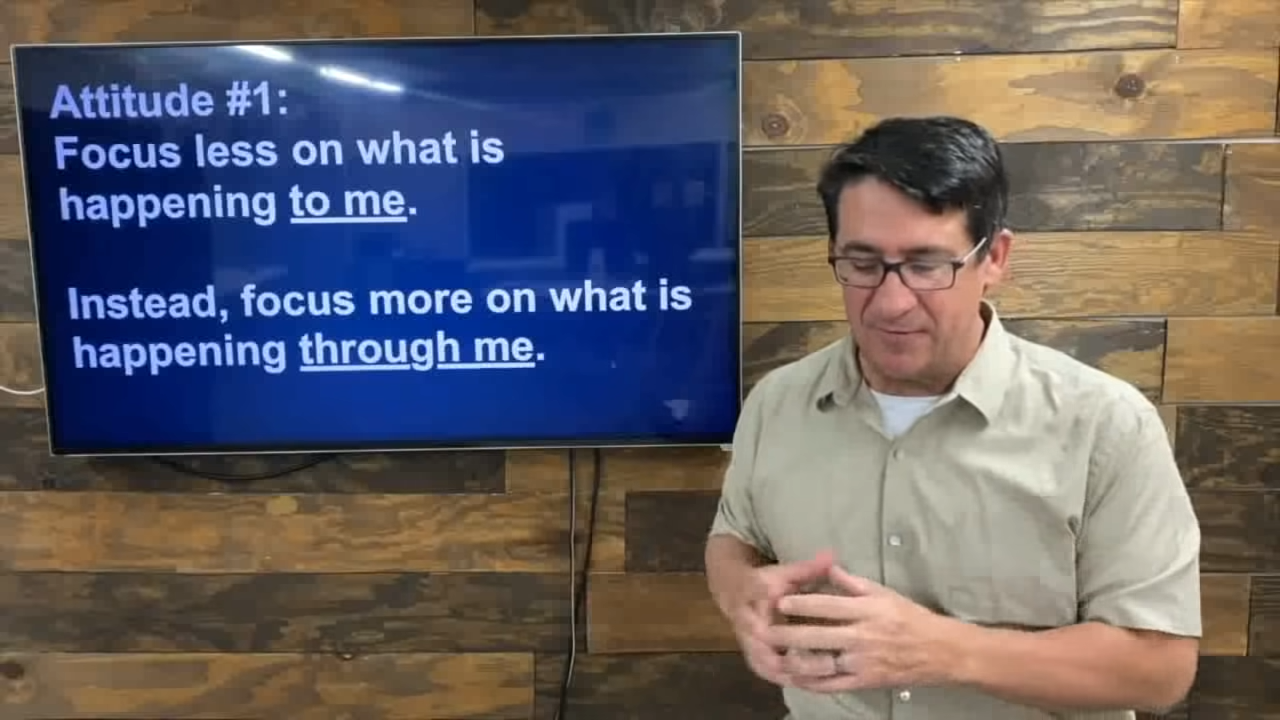 Attitude #1:
Focus less on what is
happening to me.
Instead, focus more on what is
happening through me.